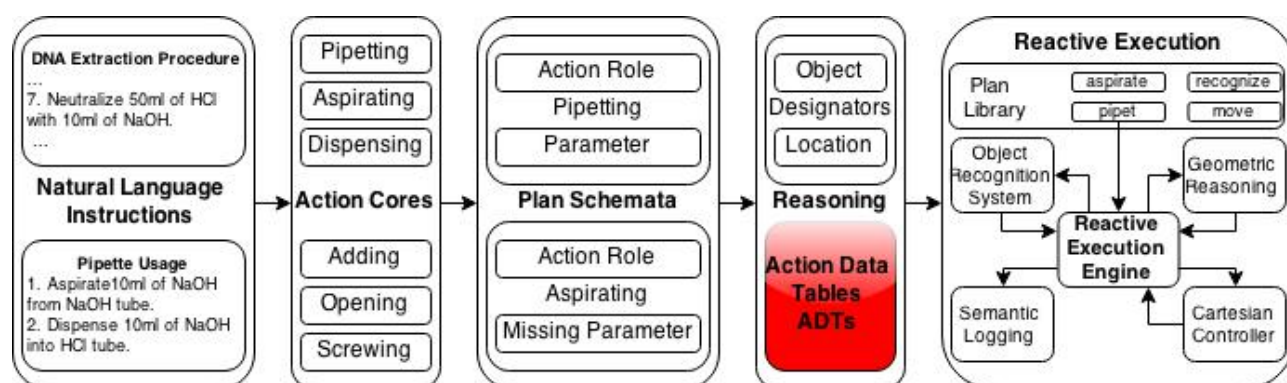 DNA Extraction Procedure
...
7. Neutralize 50ml of HCl
with 10ml of NaOH.
...
Natural Language
Instructions
Pipette Usage
1. Aspirate10ml of NaOH
from NaOH tube.
2. Dispense 10ml of NaOH
into HCl tube.
Pipetting
Aspirating
Dispensing
Action Cores
Adding
Opening
Screwing
Action Role
Pipetting
Parameter
Plan Schemata
Action Role
Aspirating
Missing Parameter
Object
Designators
Location
Reasoning
Action Data
Tables
ADTs
Reactive Execution
Plan
Library
aspirate
recognize
pipet
move
Object
Recognition
System
Geometric
Reasoning
Reactive
Execution
Engine
Semantic
Logging
Cartesian
Controller